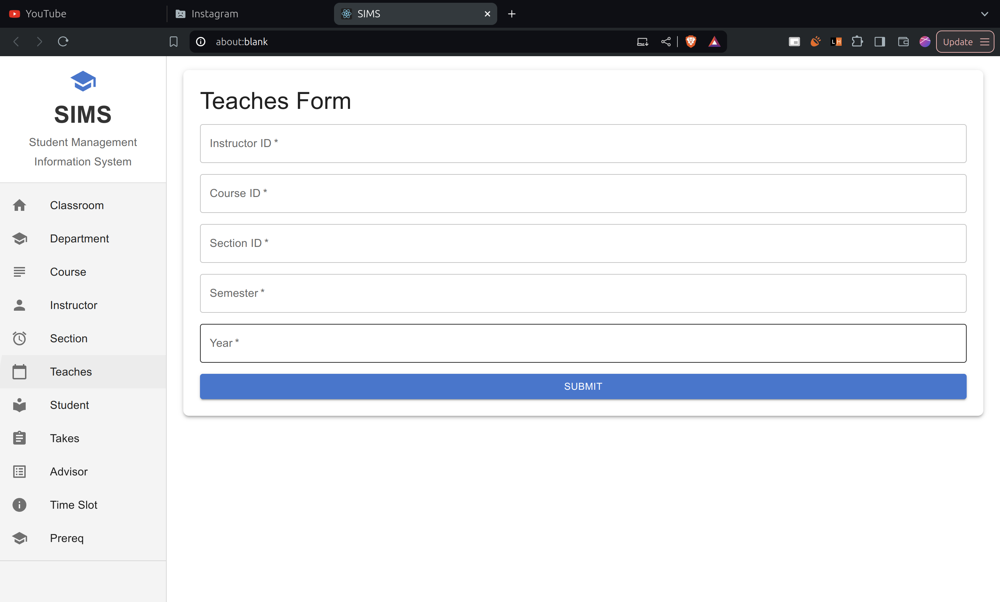 YouTube
Instagram
SIMS
about:blank
L.H
Update
SIMS
Student Management
Information System
Classroom
Department
Course
Instructor
Section
Teaches
Student
Takes
Advisor
Time Slot
Prereq
Teaches Form
Instructor ID *
Course ID *
Section ID *
Semester *
Year *
SUBMIT